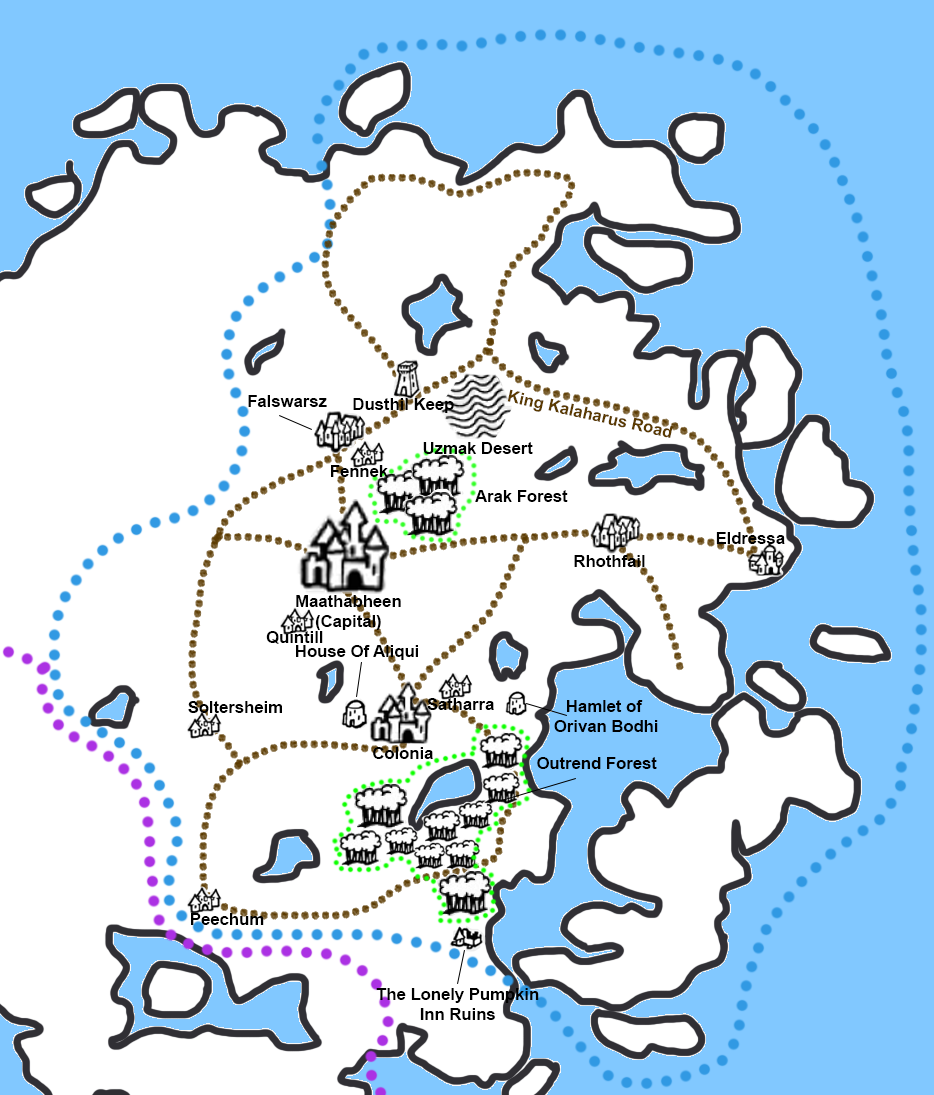 Falswarsz
Dusthil Keep
King Kalaharus Road
Uzmak Desert
Fennek
Arak Forest
Eldressa
Rhothfail
Maathabheen
(Capital)
Quintill
House Of Aliqui
Soltersheim
Satharra
Hamlet of
Orivan Bodhi
Colonia
Outrend Forest
Peechum
The Lonely Pumpkin
Inn Ruins